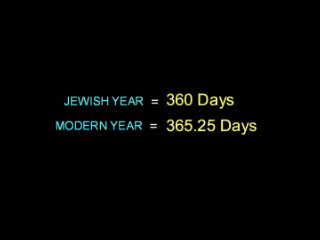 JEWISH YEAR = 360 Days
MODERN YEAR = 365.25 Days